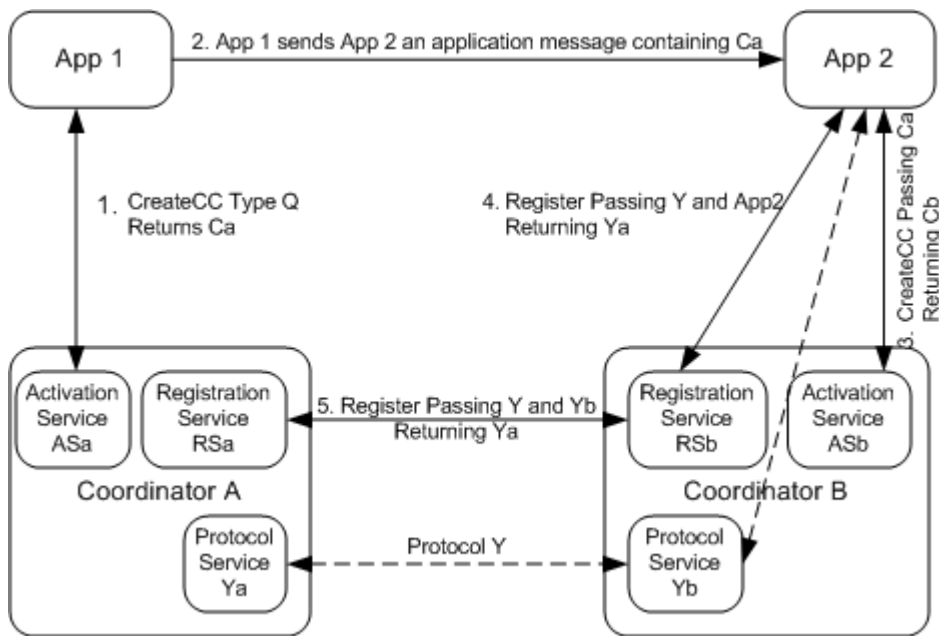 App 1
2. App 1 sends App 2 an application message containing Ca
App 2
1. CreateCC Type Q
Returns Ca
4. Register Passing Y and App2
Returning Ya
3. CreateCC Passing Ca
Returning Cb
Activation
Service
ASa
Registration
Service
RSa
5. Register Passing Y and Yb
Returning Ya
Registration
Service
RSb
Activation
Service
ASb
Coordinator A
Coordinator B
Protocol
Service
Ya
Protocol Y
Protocol
Service
Yb